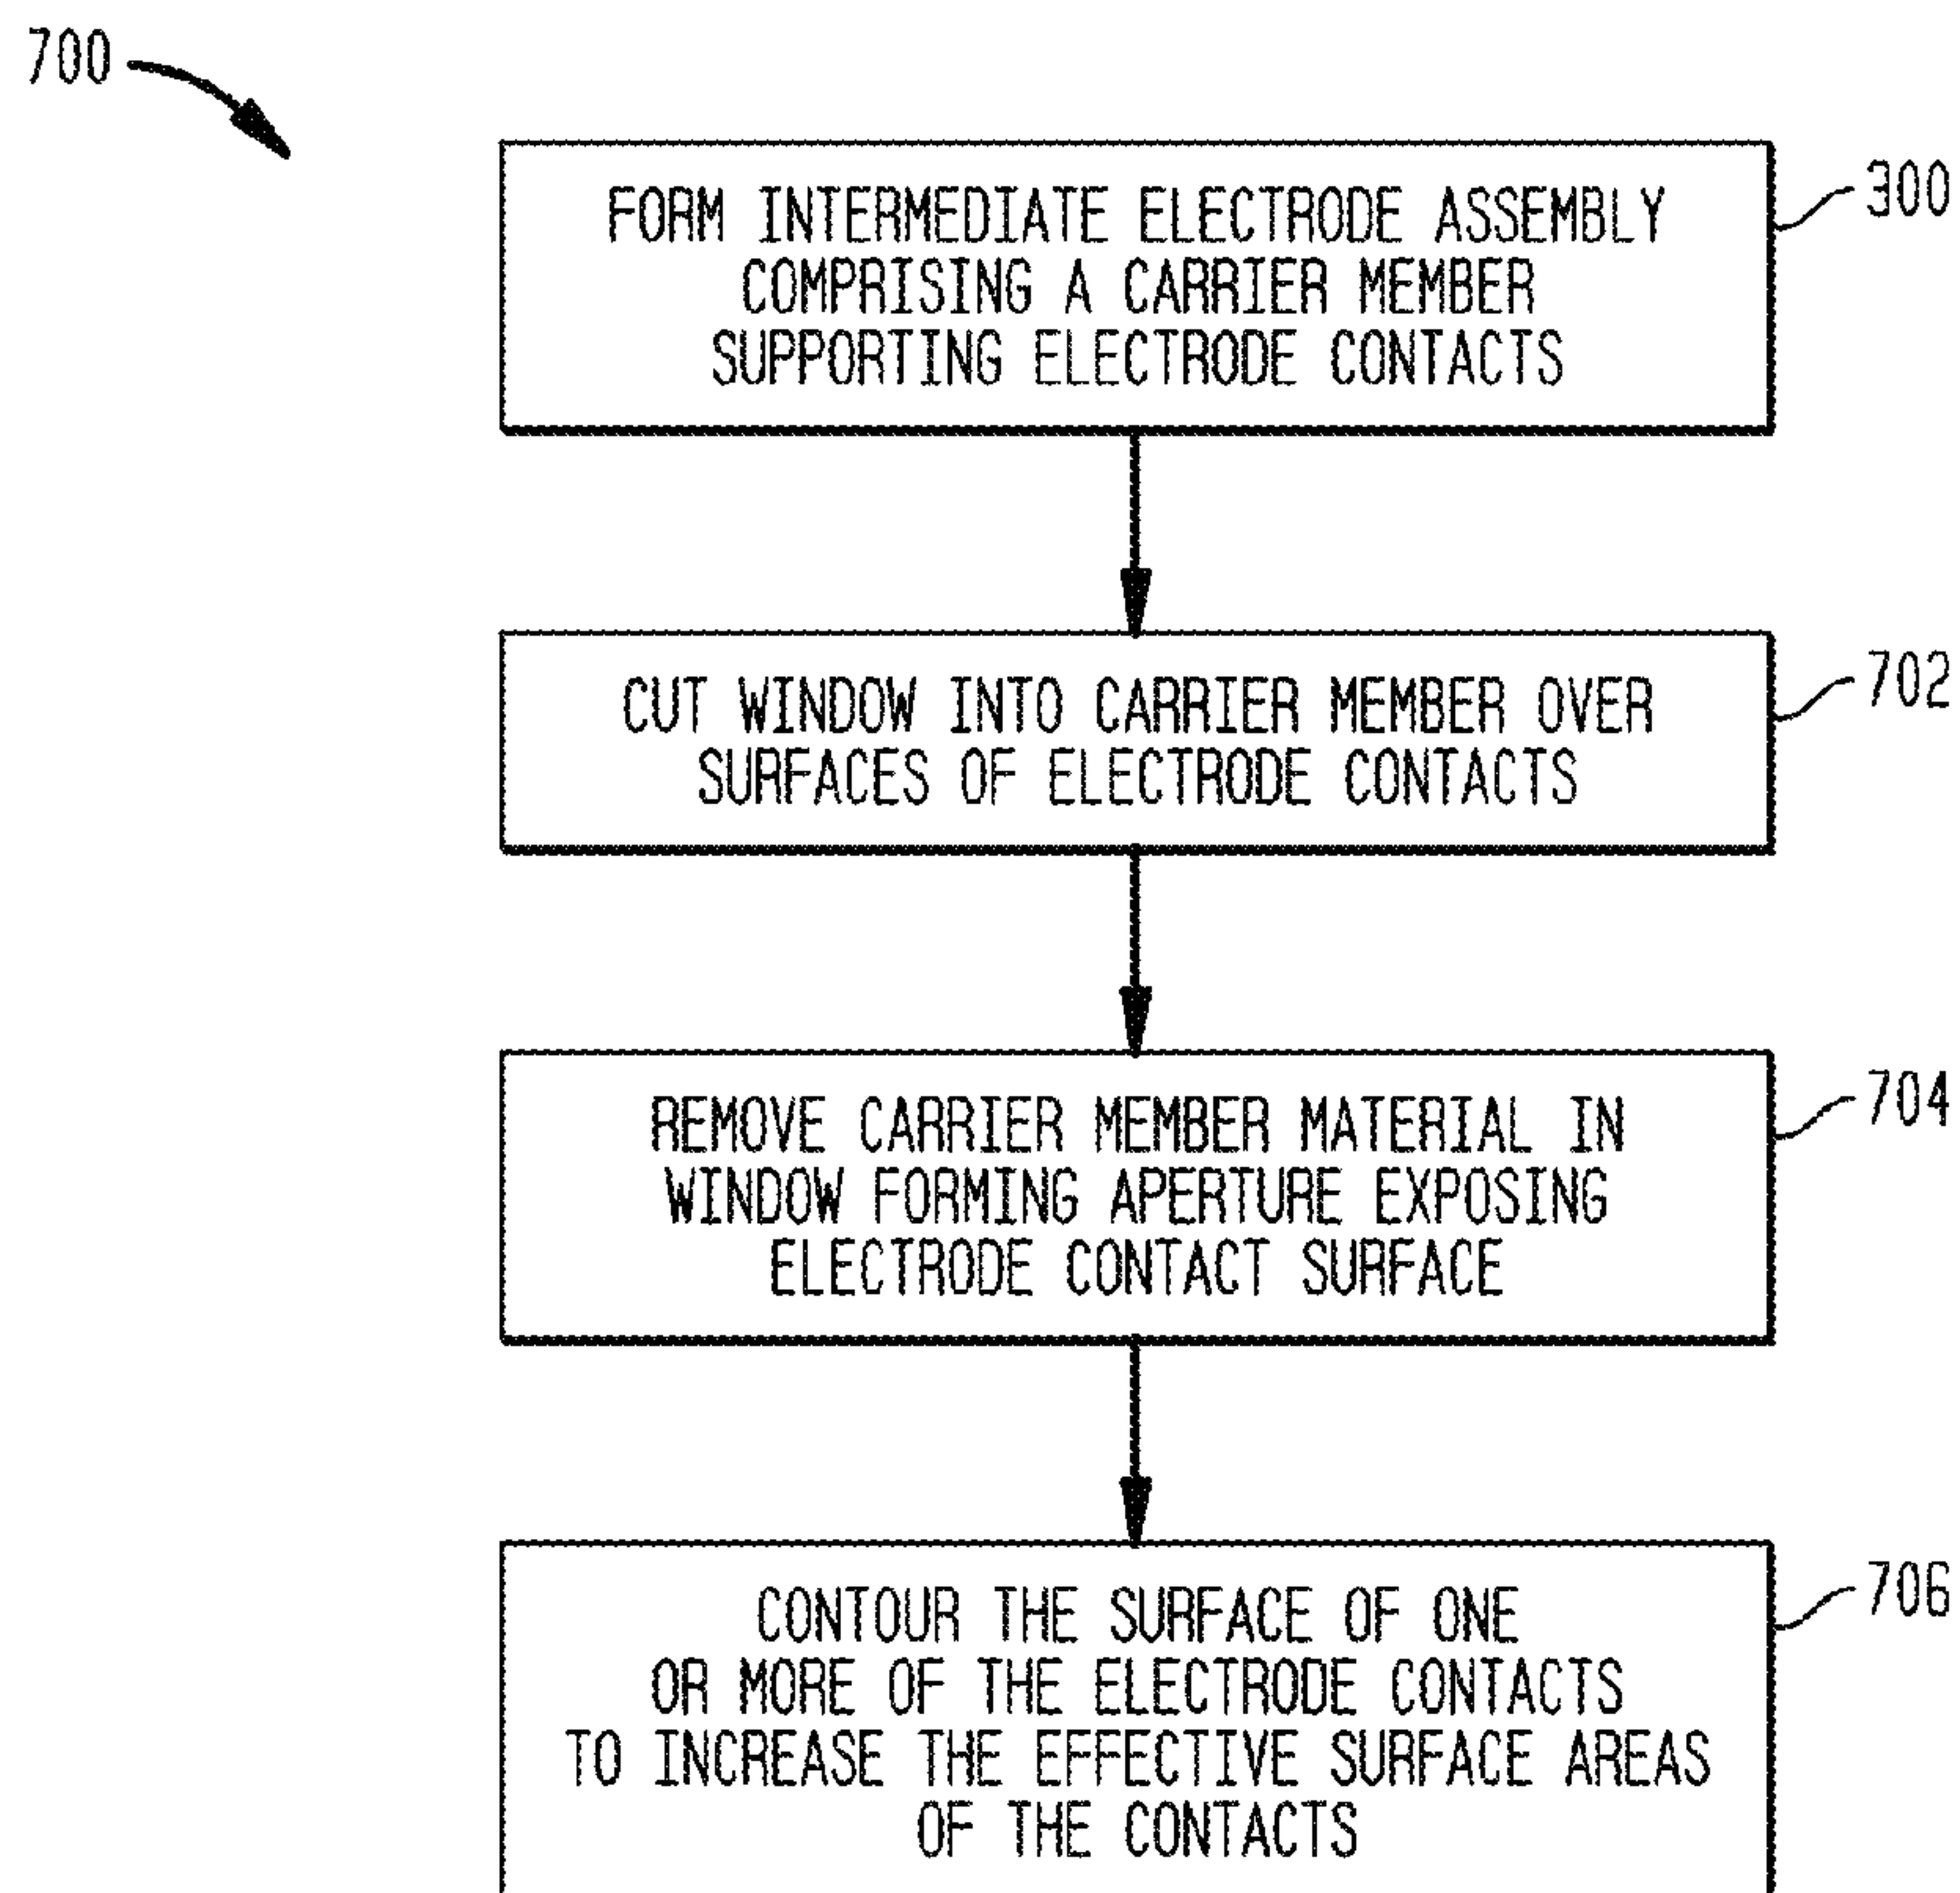 700
FORM INTERMEDIATE ELECTRODE ASSEMBLY
COMPRISING A CARRIER MEMBER
SUPPORTING ELECTRODE CONTACTS
300
CUT WINDOW INTO CARRIER MEMBER OVER
SURFACES OF ELECTRODE CONTACTS
702
REMOVE CARRIER MEMBER MATERIAL IN
WINDOW FORMING APERTURE EXPOSING
ELECTRODE CONTACT SURFACE
704
CONTOUR THE SURFACE OF ONE
OR MORE OF THE ELECTRODE CONTACTS
TO INCREASE THE EFFECTIVE SURFACE AREAS
OF THE CONTACTS
706